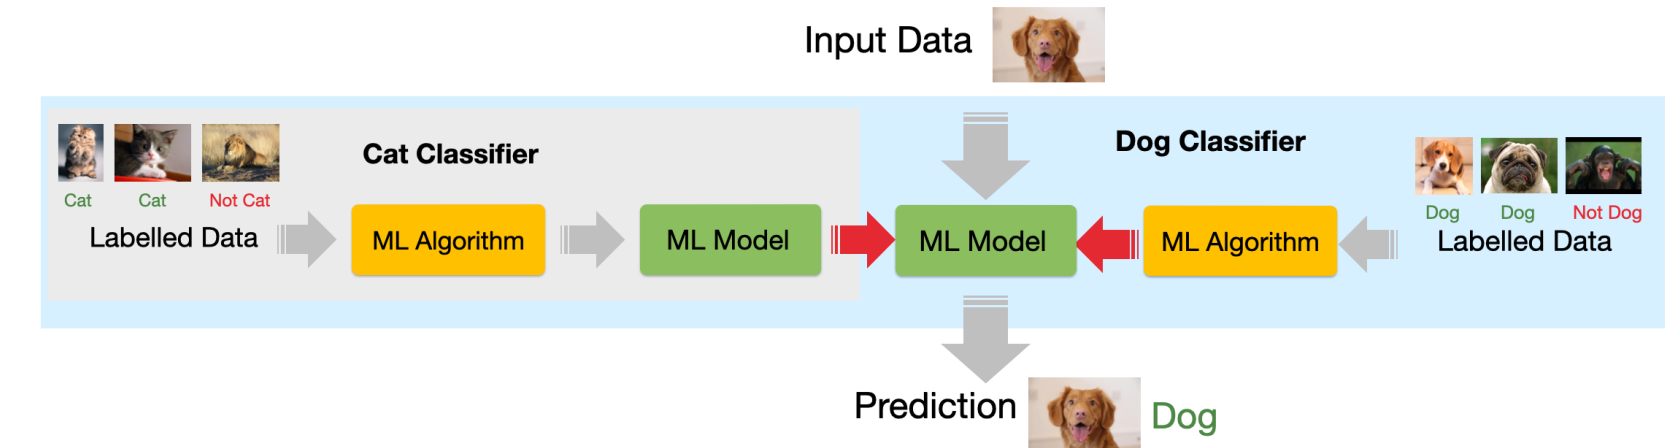 Input Data
Cat Classifier
Dog Classifier
Cat
Cat
Not Cat
Dog
Dog
Not Dog
Labelled Data
ML Algorithm
ML Model
ML Model
ML Algorithm
Labelled Data
Prediction
Dog